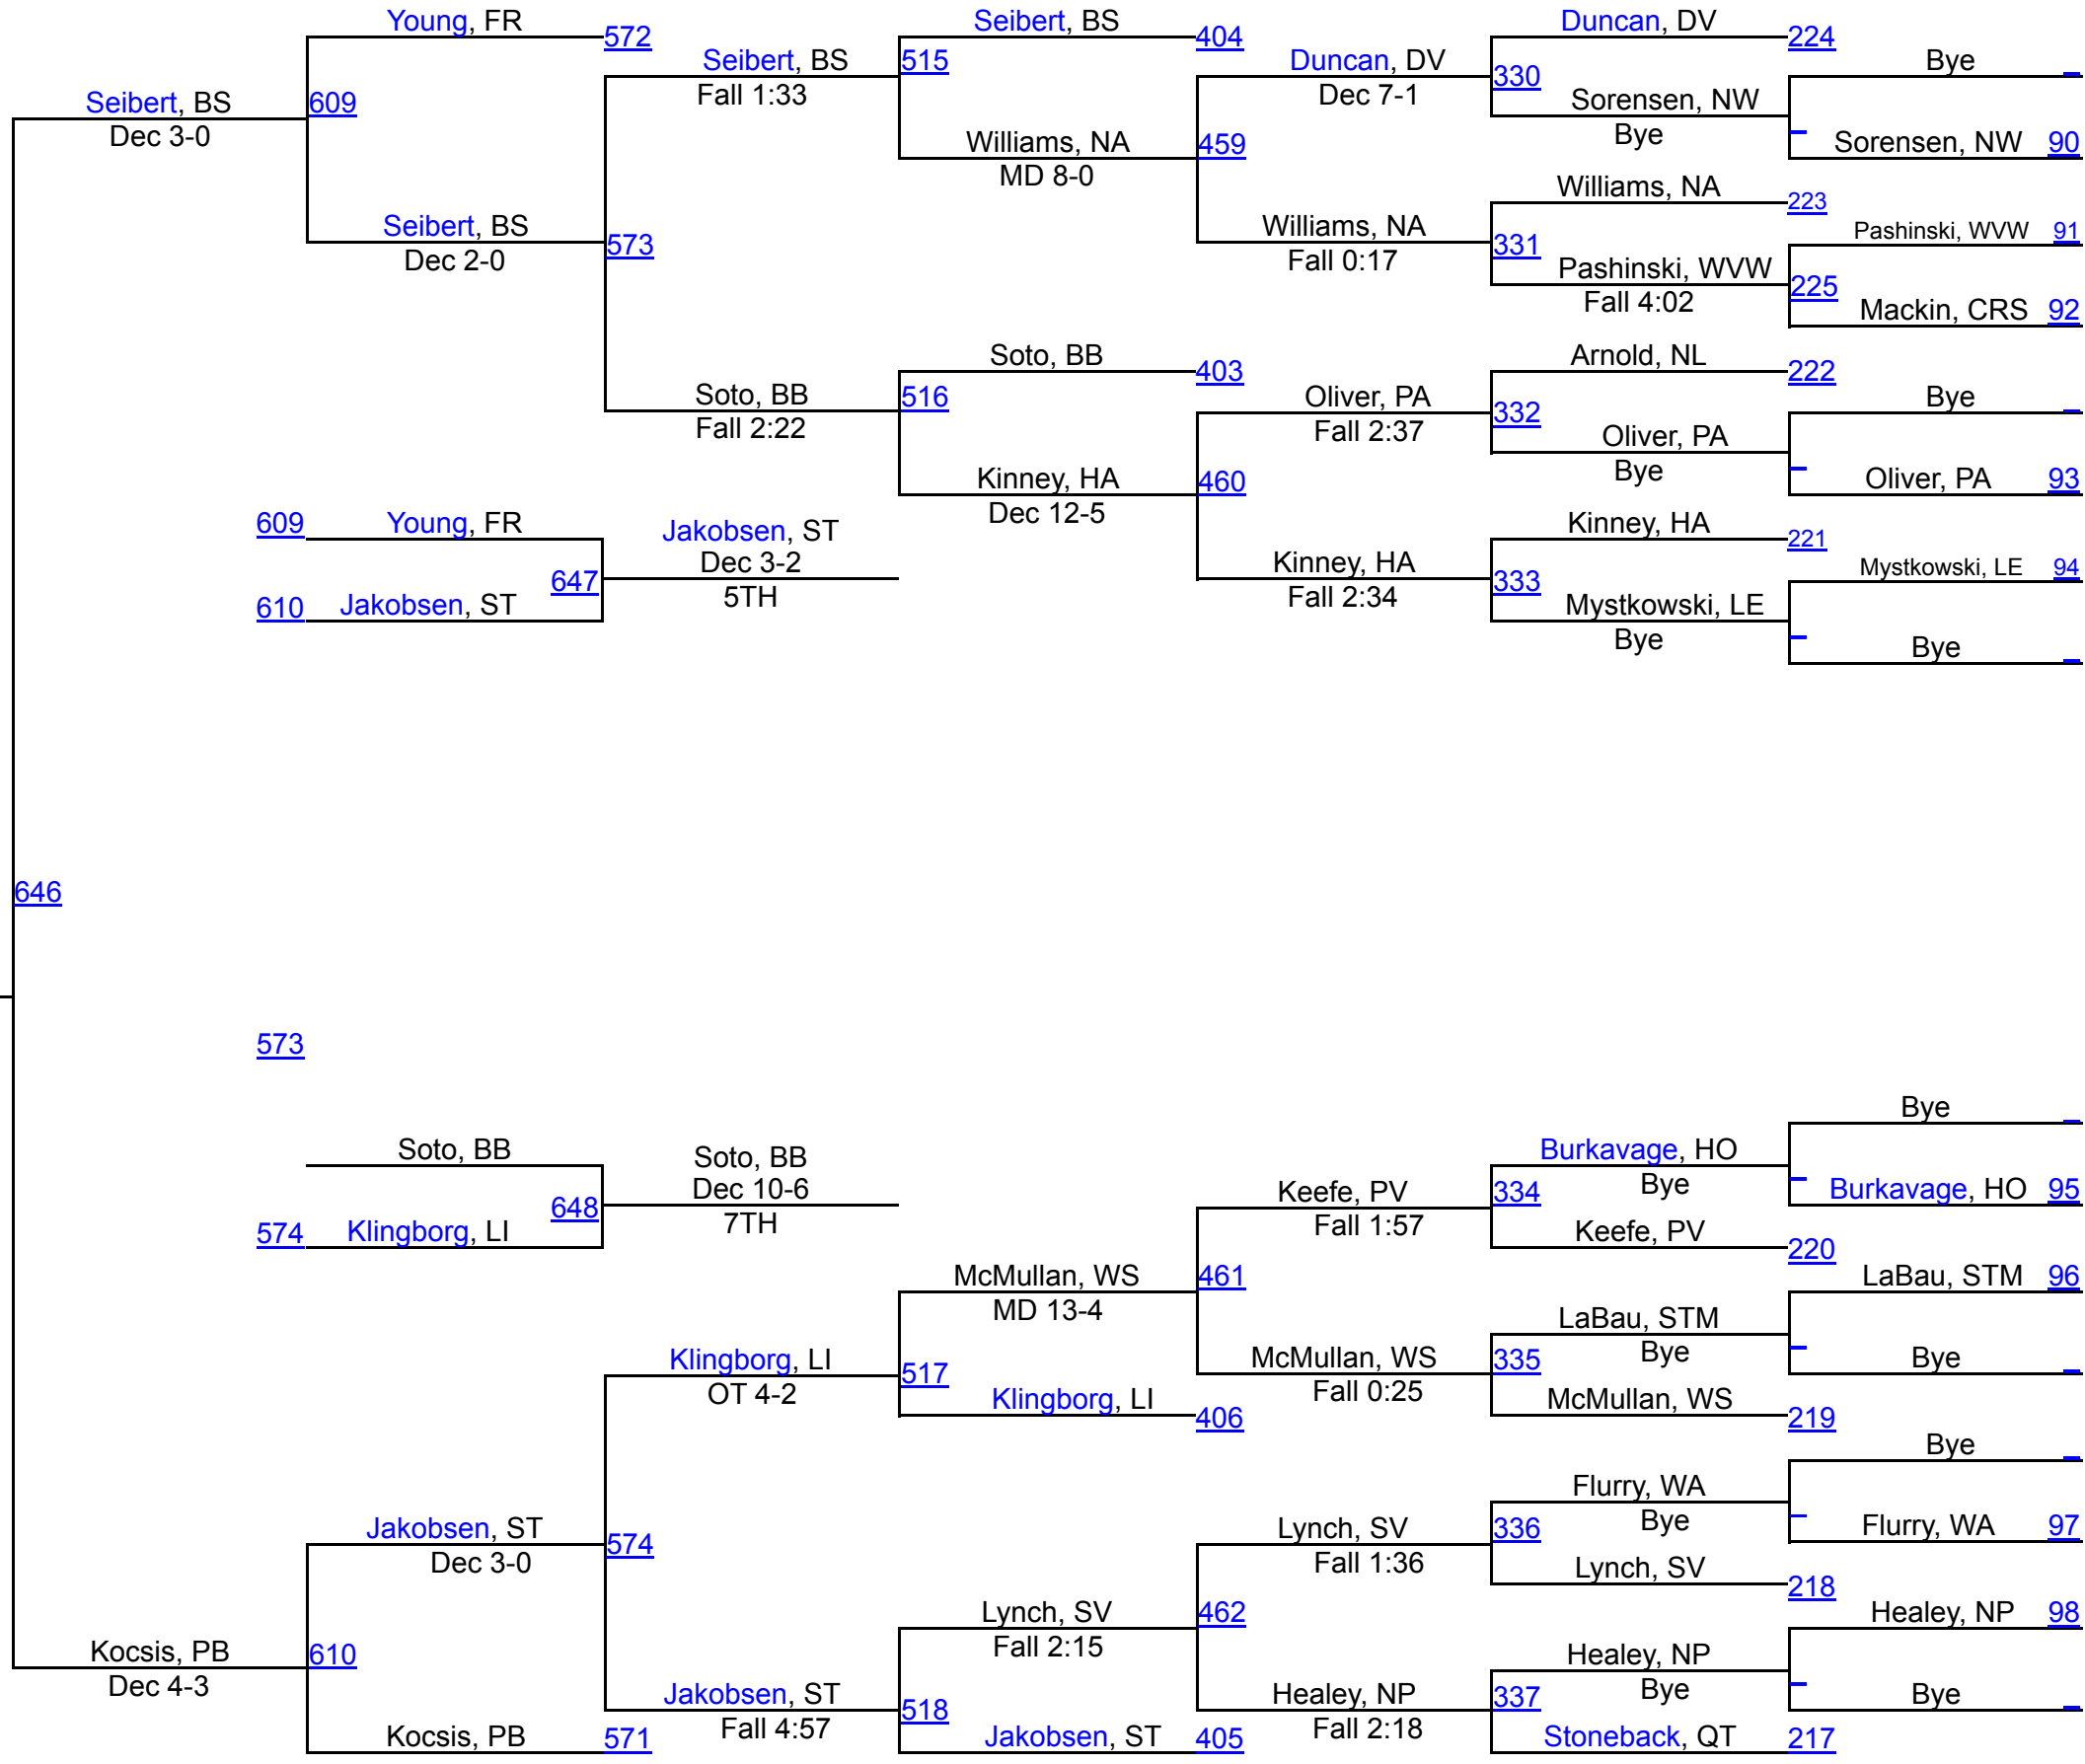 Young, FR 572
Seibert, BS 404
Duncan, DV 224
Seibert, BS 515
Fall 1:33
Duncan, DV 330
Dec 7-1
Bye
Seibert, BS 609
Dec 3-0
Sorensen, NW
Bye
Williams, NA 459
MD 8-0
Sorensen, NW 90
Williams, NA 223
Seibert, BS 573
Dec 2-0
Williams, NA 331
Fall 0:17
Pashinski, WVW 91
Pashinski, WVW 225
Fall 4:02
Mackin, CRS 92
Soto, BB 403
Arnold, NL 222
Soto, BB 516
Fall 2:22
Oliver, PA 332
Fall 2:37
Bye
Oliver, PA
Bye
Kinney, HA 460
Dec 12-5
Oliver, PA 93
609 Young, FR
Jakobsen, ST
Dec 3-2
5TH
Kinney, HA 221
647
Kinney, HA 333
Fall 2:34
Mystkowski, LE 94
610 Jakobsen, ST
Mystkowski, LE
Bye
Bye
646
573
Bye
Soto, BB
Soto, BB
Dec 10-6
7TH
Burkavage, HO
Bye
648
Keefe, PV 334
Fall 1:57
Burkavage, HO 95
574 Klingborg, LI
Keefe, PV 220
McMullan, WS 461
MD 13-4
LaBau, STM 96
LaBau, STM
Bye
Klingborg, LI 517
OT 4-2
McMullan, WS 335
Fall 0:25
Bye
Klingborg, LI 406
McMullan, WS 219
Bye
Flurry, WA
Bye
Jakobsen, ST 574
Dec 3-0
Lynch, SV 336
Fall 1:36
Flurry, WA 97
Lynch, SV 218
Lynch, SV 462
Fall 2:15
Healey, NP 98
Kocsis, PB 610
Dec 4-3
Healey, NP
Bye
Jakobsen, ST 518
Fall 4:57
Healey, NP 337
Fall 2:18
Bye
Kocsis, PB 571
Jakobsen, ST 405
Stoneback, QT 217